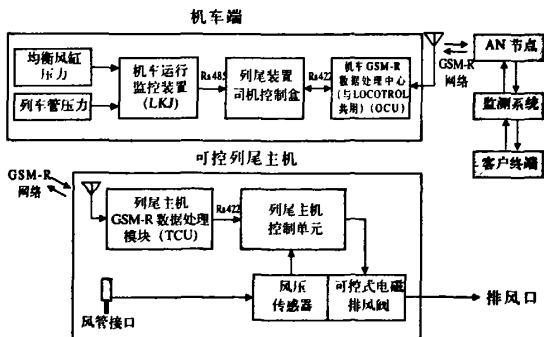 机车端
均衡风缸
压力
列车管压力
机车运行
监控装置
(LKJ)
Rs485
列尾装置
司机控制盒
Rs422
机车GSM-R
数据处理中心
(与LOCOTROL
共用)(OCU)
GSM-R
网络
AN 节点
监测系统
客户终端
可控列尾主机
GSM-R
网络
列尾主机
GSM-R数据处理
模块(TCU)
Rs422
列尾主机
控制单元
风压
传感器
可控式电磁
排风阀
排风口
风管接口